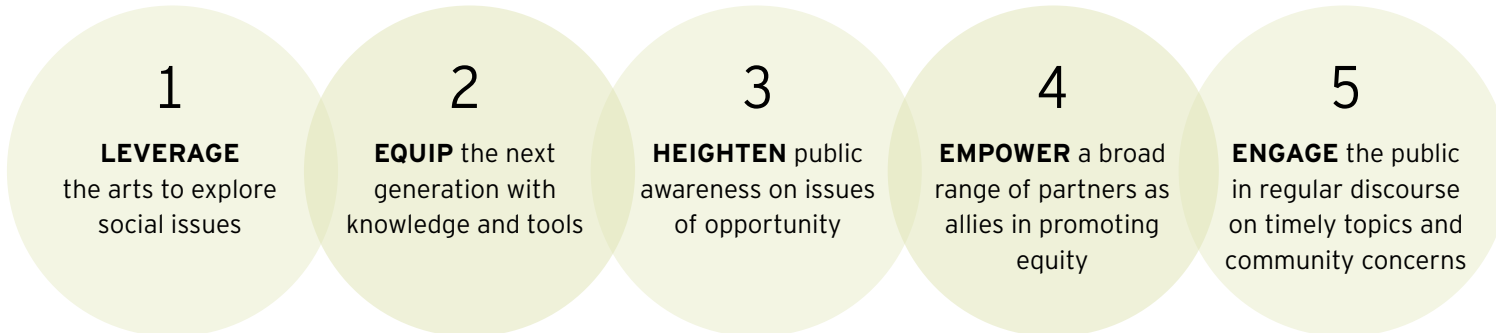 1
LEVERAGE
the arts to explore
social issues
2
EQUIP the next
generation with
knowledge and tools
3
HEIGHTEN public
awareness on issues
of opportunity
4
EMPOWER a broad
range of partners as
allies in promoting
equity
5
ENGAGE the public
in regular discourse
on timely topics and
community concerns